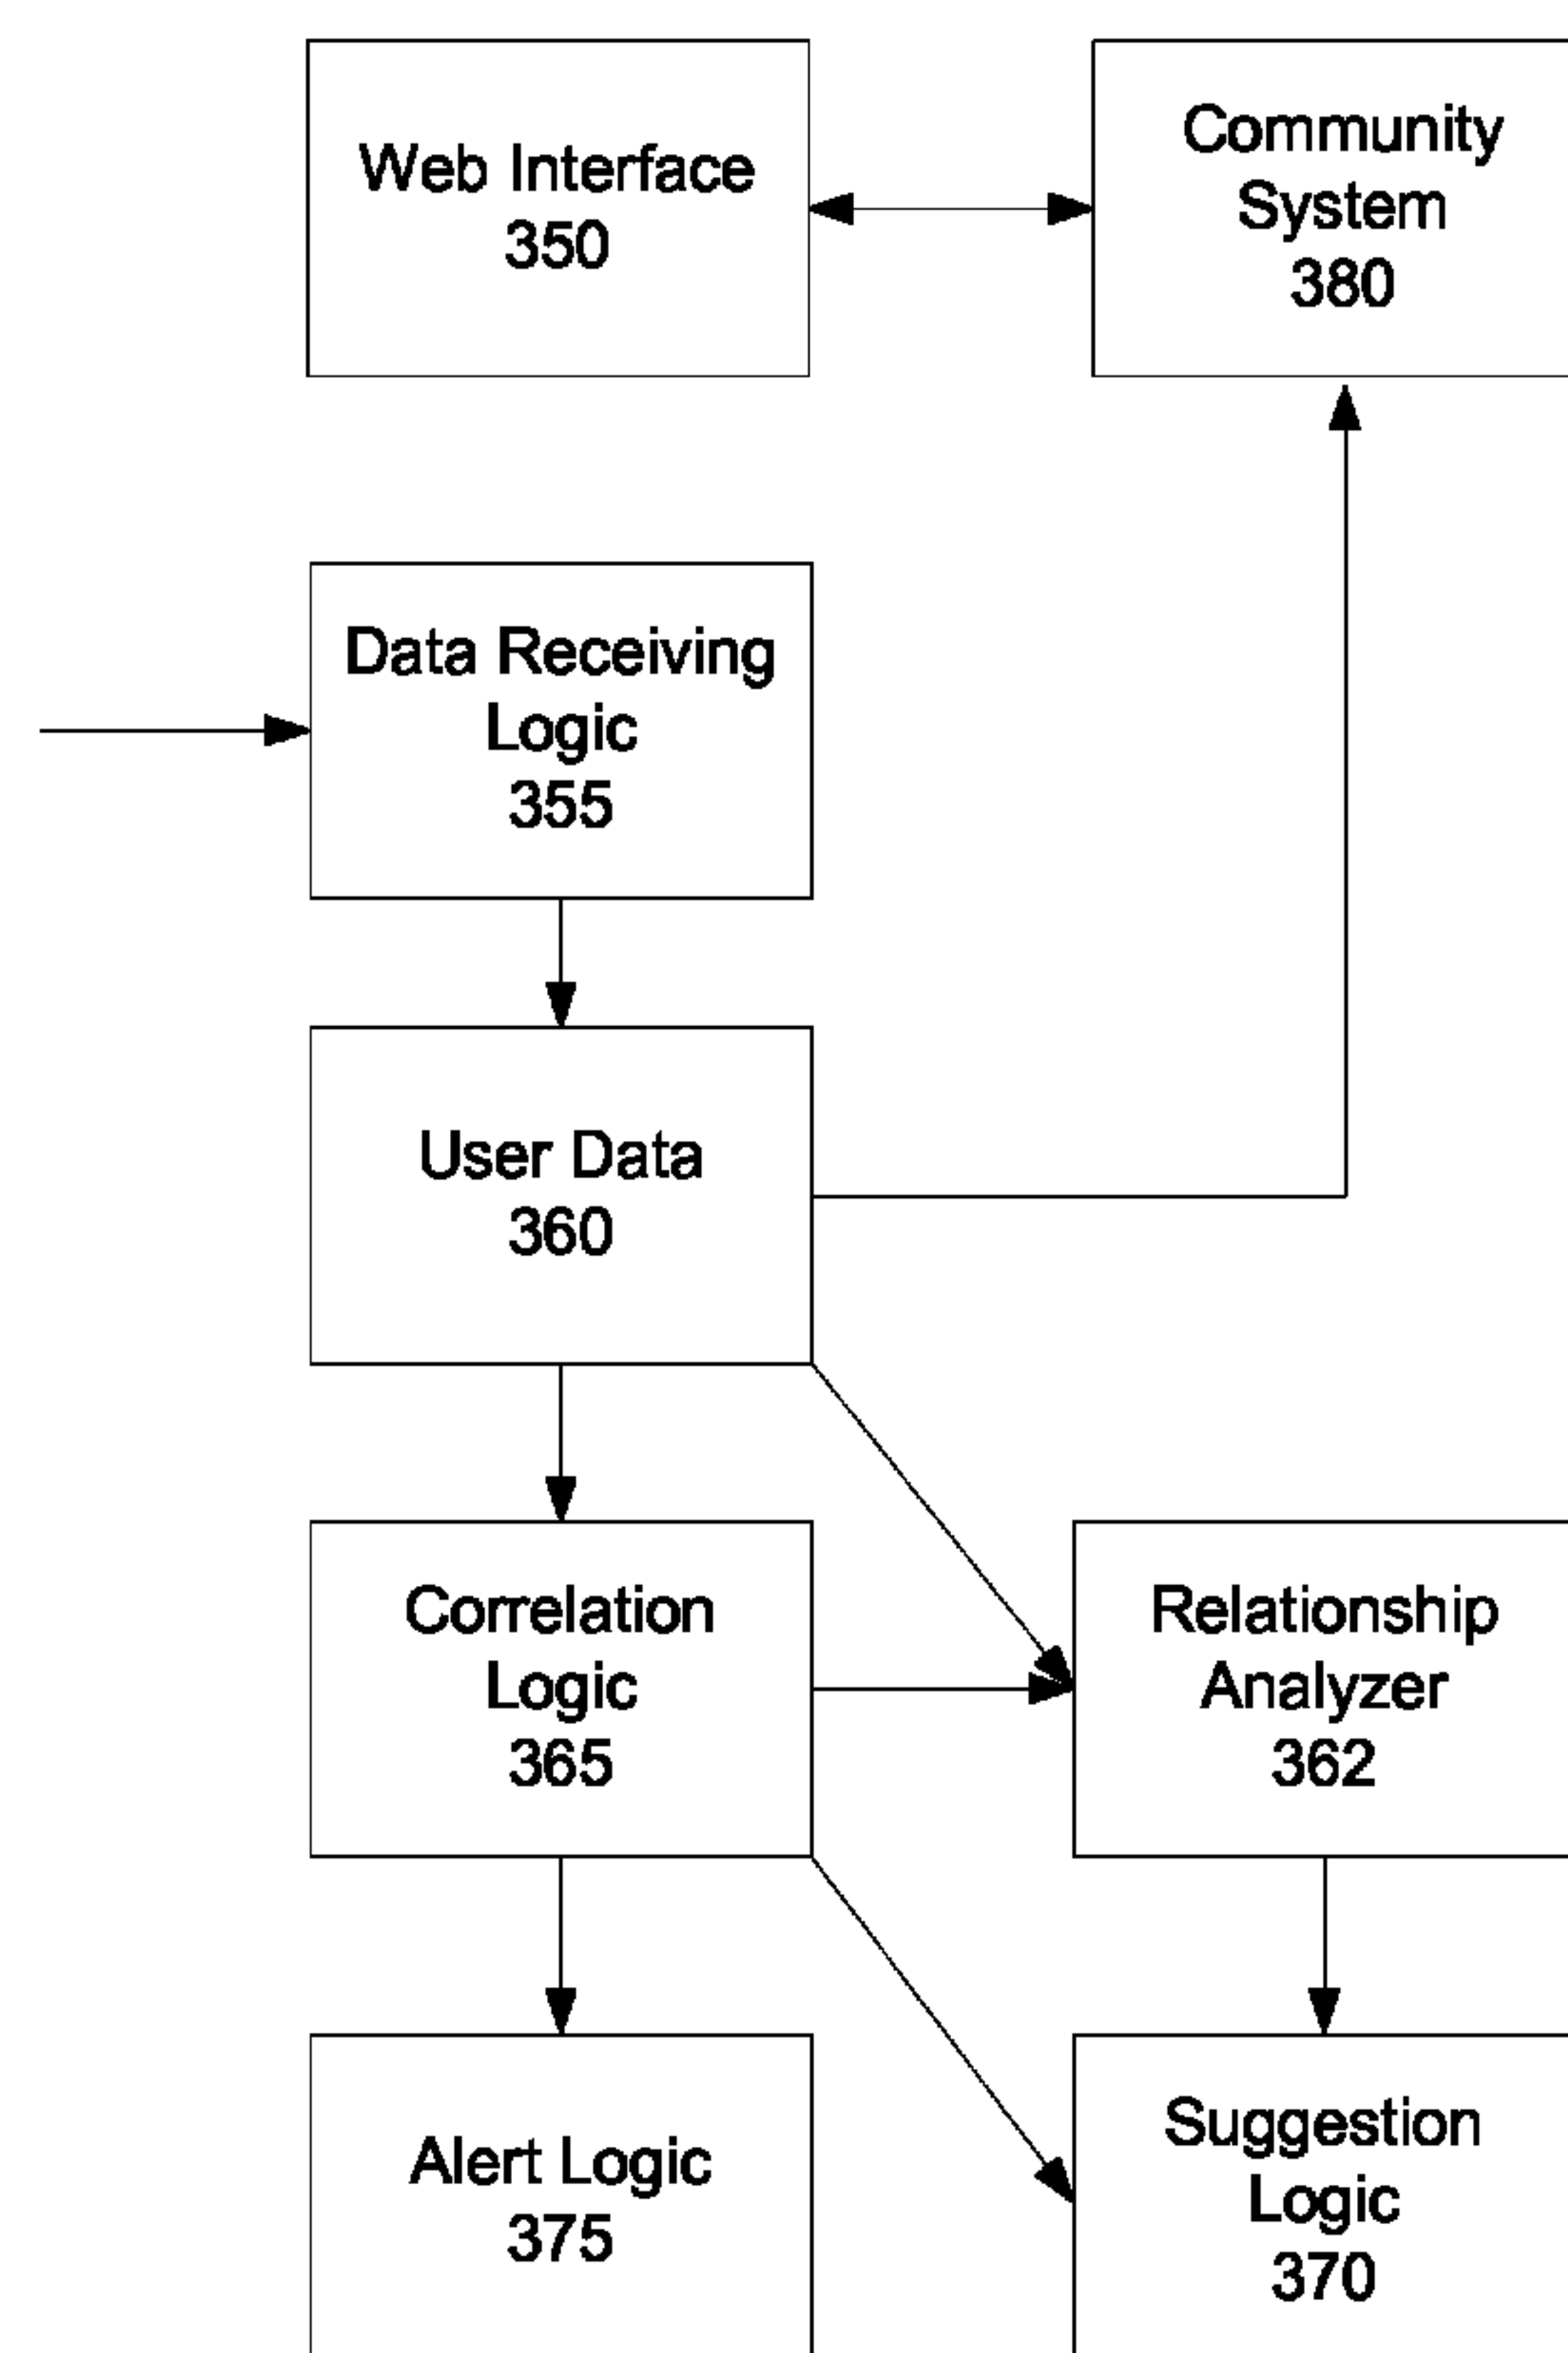 Web Interface
350
Community
System
380
Data Receiving
Logic
355
User Data
360
Correlation
Logic
365
Relationship
Analyzer
362
Alert Logic
375
Suggestion
Logic
370